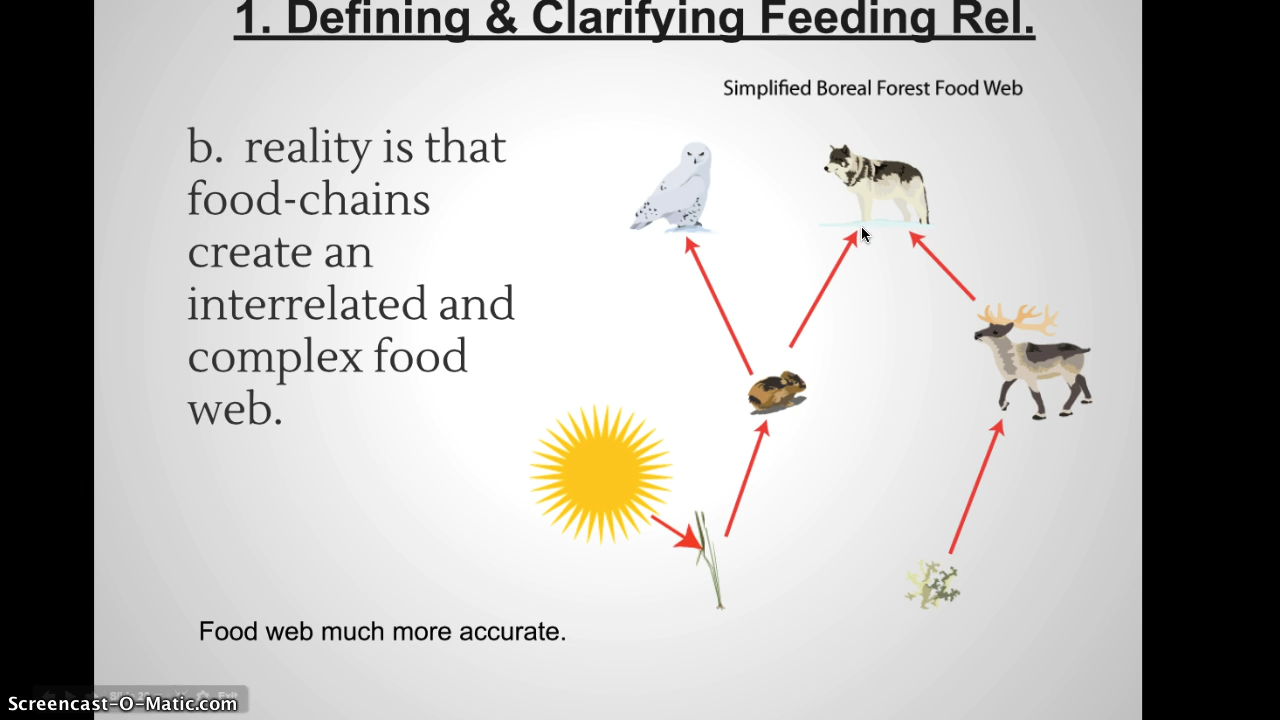 1. Defining & Clarifying Feeding Rel.
Simplified Boreal Forest Food Web
b. reality is that
food-chains
create an
interrelated and
complex food
web.
Food web much more accurate.
Exit
Screencast-O-Matic.com